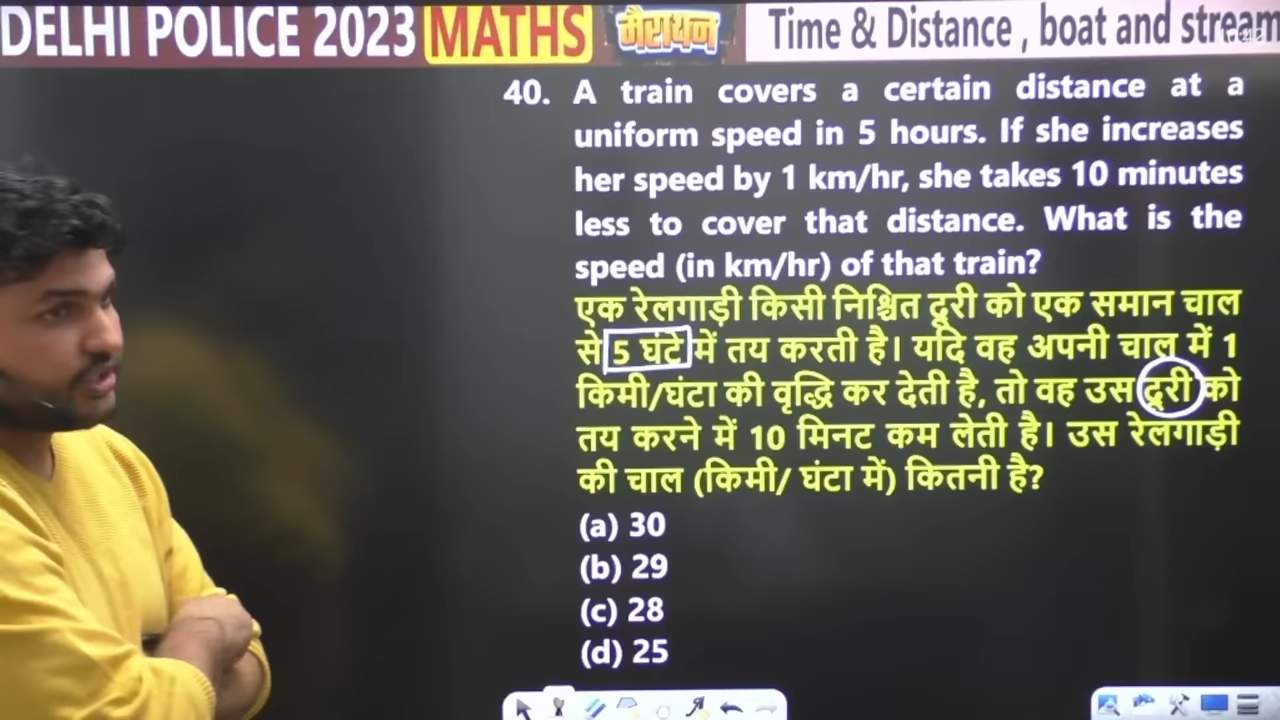 DELHI POLICE 2023 MATHS मैराथन Time & Distance , boat and stream
40. A train covers a certain distance at a
uniform speed in 5 hours. If she increases
her speed by 1 km/hr, she takes 10 minutes
less to cover that distance. What is the
speed (in km/hr) of that train?
एक रेलगाड़ी किसी निश्चित दूरी को एक समान चाल
से 5 घंटे में तय करती है। यदि वह अपनी चाल में 1
किमी/घंटा की वृद्धि कर देती है, तो वह उस दूरी को
तय करने में 10 मिनट कम लेती है। उस रेलगाड़ी
की चाल (किमी/ घंटा में) कितनी है?
(a) 30
(b) 29
(c) 28
(d) 25